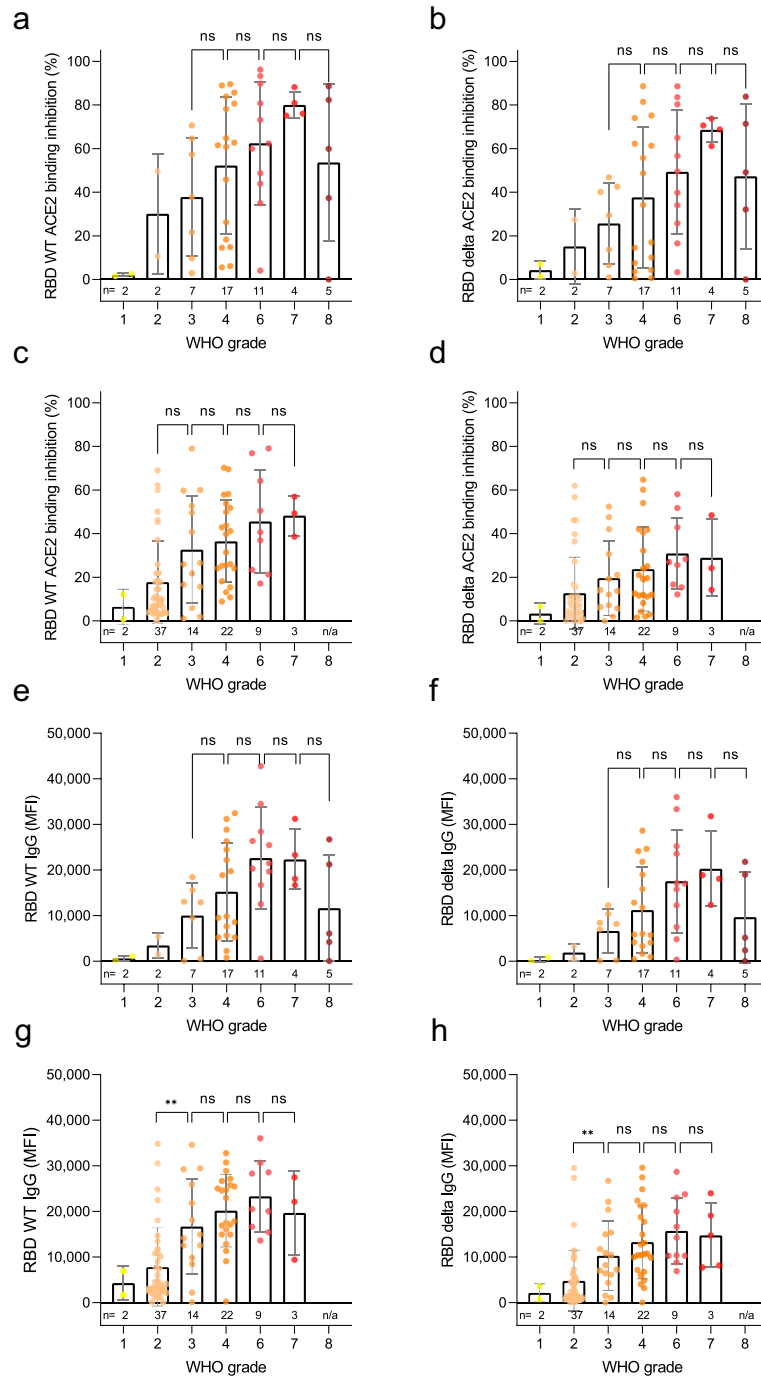 a
ns ns ns ns
100
80
60
40
20
0
RBD WT ACE2 binding inhibition (%)
n= 2 2 7 17 11 4 5
1 2 3 4 6 7 8
WHO grade
b
ns ns ns ns
100
80
60
40
20
0
RBD delta ACE2 binding inhibition (%)
n= 2 2 7 17 11 4 5
1 2 3 4 6 7 8
WHO grade
c
100
80
60
40
20
0
RBD WT ACE2 binding inhibition (%)
ns ns ns ns
n= 2 37 14 22 9 3 n/a
1 2 3 4 6 7 8
WHO grade
d
100
80
60
40
20
0
RBD delta ACE2 binding inhibition (%)
ns ns ns ns
n= 2 37 14 22 9 3 n/a
1 2 3 4 6 7 8
WHO grade
e
50,000
40,000
30,000
20,000
10,000
0
RBD WT IgG (MFI)
ns ns ns ns
n= 2 2 7 17 11 4 5
1 2 3 4 6 7 8
WHO grade
f
50,000
40,000
30,000
20,000
10,000
0
RBD delta IgG (MFI)
ns ns ns ns
n= 2 2 7 17 11 4 5
1 2 3 4 6 7 8
WHO grade
g
50,000
40,000
30,000
20,000
10,000
0
RBD WT IgG (MFI)
** ns ns ns
n= 2 37 14 22 9 3 n/a
1 2 3 4 6 7 8
WHO grade
h
50,000
40,000
30,000
20,000
10,000
0
RBD delta IgG (MFI)
** ns ns ns
n= 2 37 14 22 9 3 n/a
1 2 3 4 6 7 8
WHO grade